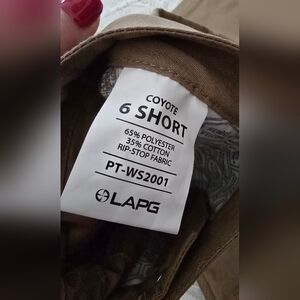 COYOTE
6 SHORT
65% POLYESTER
35% COTTON
RIP-STOP FABRIC
PT-WS2001
LAPG